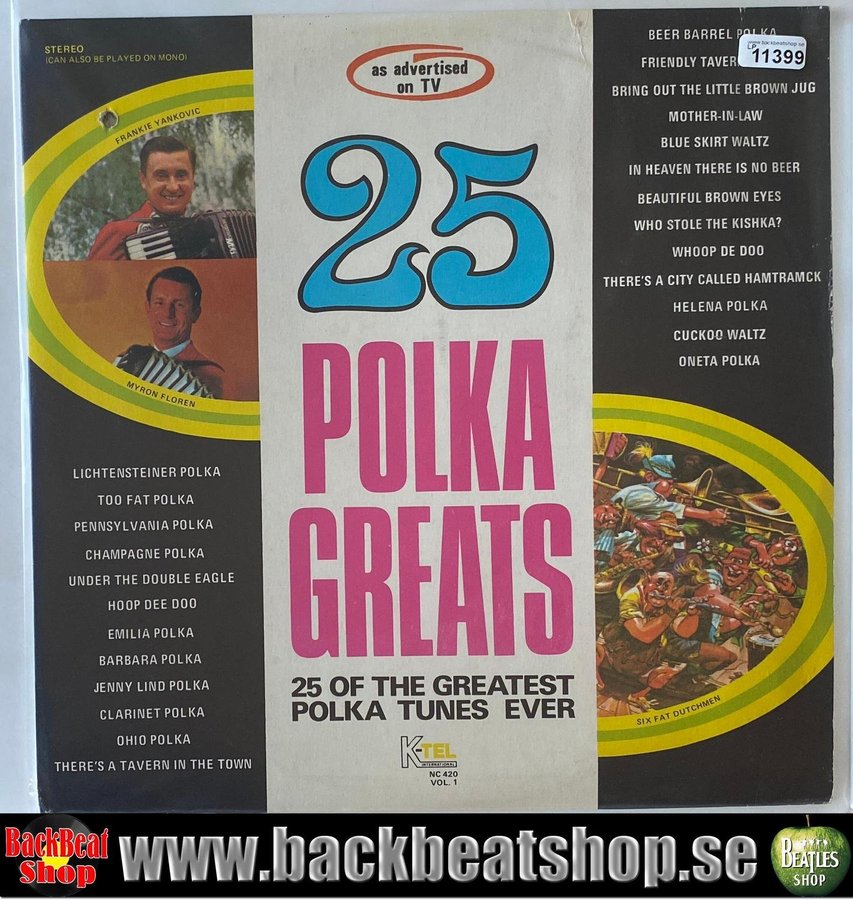 STEREO
(CAN ALSO BE PLAYED ON MONO)
FRANKIE YANKOVIC
MYRON FLOREN
LICHTENSTEINER POLKA
TOO FAT POLKA
PENNSYLVANIA POLKA
CHAMPAGNE POLKA
UNDER THE DOUBLE EAGLE
HOOP DEE DOO
EMILIA POLKA
BARBARA POLKA
JENNY LIND POLKA
CLARINET POLKA
OHIO POLKA
THERE'S A TAVERN IN THE TOWN
as advertised
on TV
25
POLKA
GREATS
25 OF THE GREATEST
POLKA TUNES EVER
K-TEL
INTERNATIONAL
NC 420
VOL. 1
BEER BARREL POLKA
www.backbeatshop.se
LP
11399
FRIENDLY TAVER
BRING OUT THE LITTLE BROWN JUG
MOTHER-IN-LAW
BLUE SKIRT WALTZ
IN HEAVEN THERE IS NO BEER
BEAUTIFUL BROWN EYES
WHO STOLE THE KISHKA?
WHOOP DE DOO
THERE'S A CITY CALLED HAMTRAMCK
HELENA POLKA
CUCKOO WALTZ
ONETA POLKA
SIX FAT DUTCHMEN
BackBeat
Shop
www.backbeatshop.se
BEATLES
SHOP